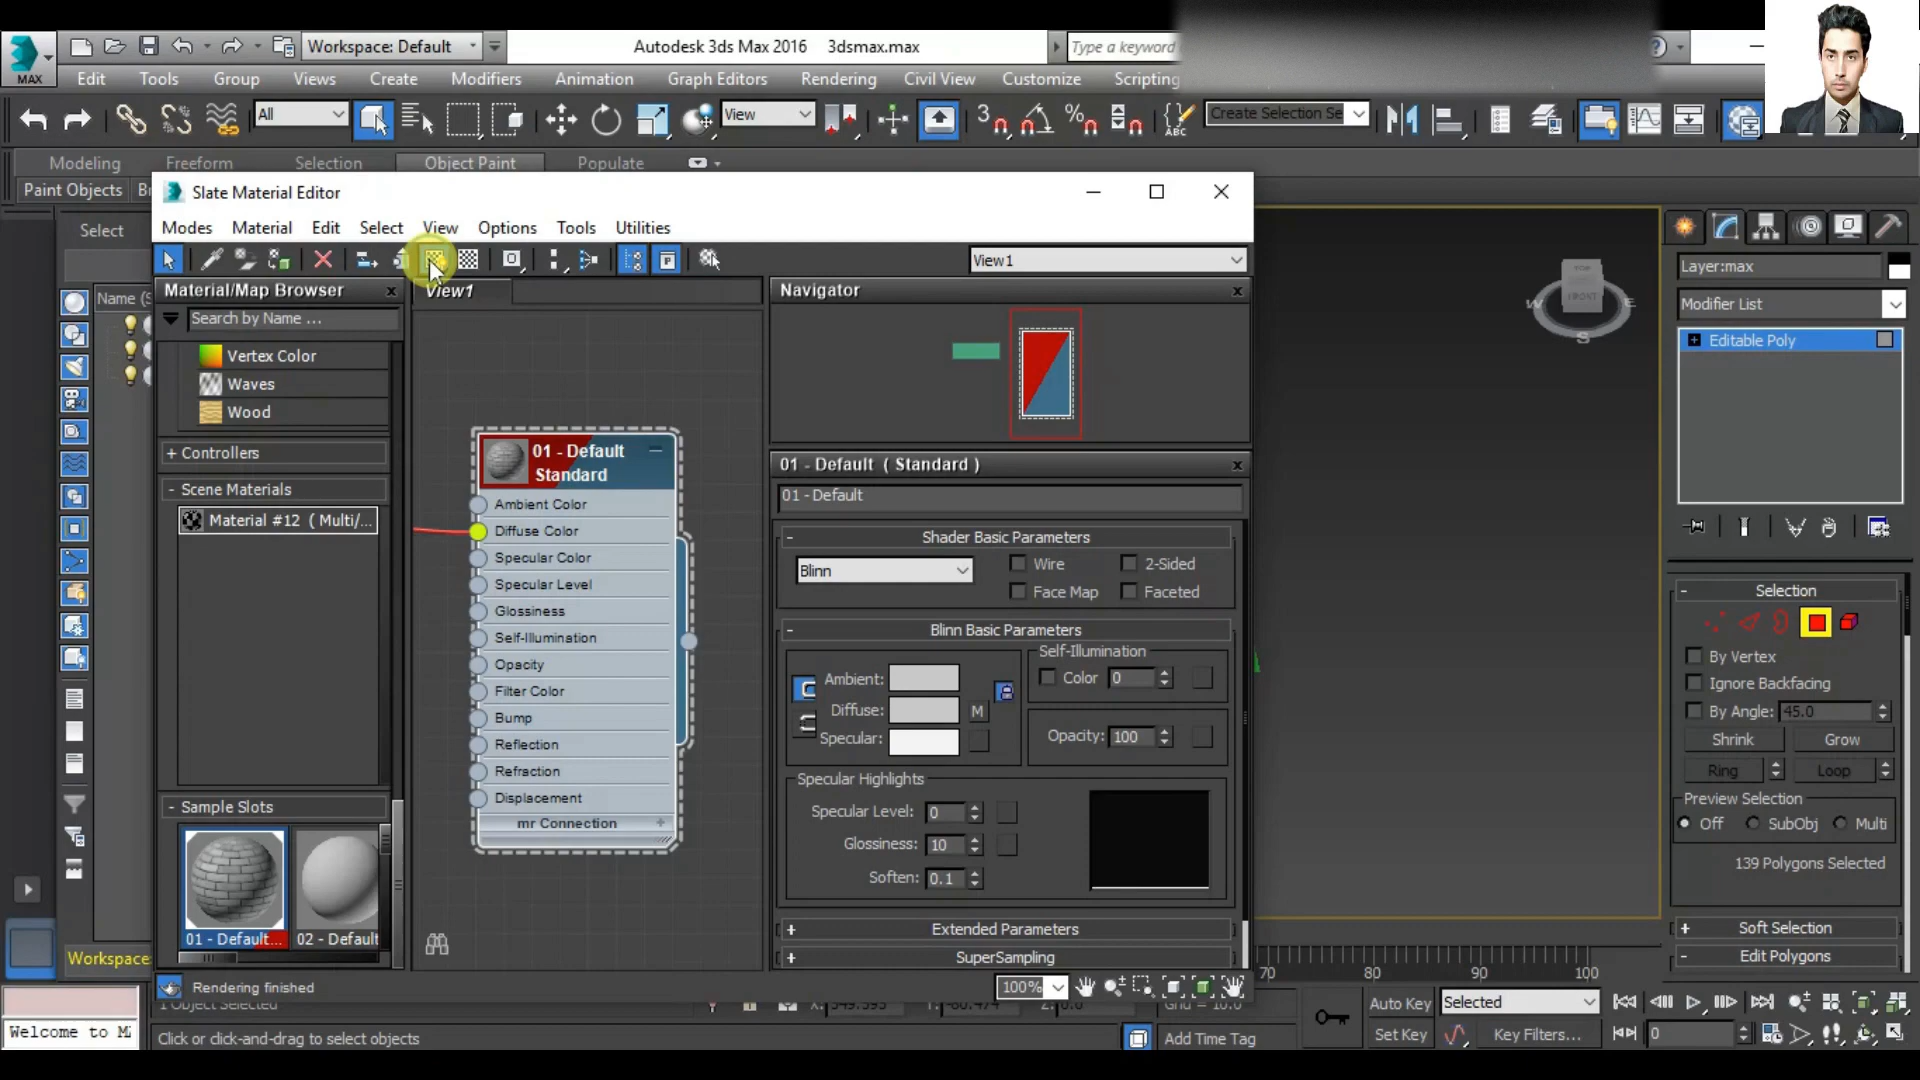 Workspace: Default
Autodesk 3ds Max 2016 3dsmax.max
Type a keyword
MAX
Edit Tools Group Views Create Modifiers Animation Graph Editors Rendering Civil View Customize Scripting
All
View
3
ABC
Create Selection Se
Modeling Freeform Selection Object Paint Populate
Paint Objects
Select
Name (S
Slate Material Editor
Modes Material Edit Select View Options Tools Utilities
View1
Material/Map Browser
Search by Name ...
Vertex Color
Waves
Wood
+ Controllers
- Scene Materials
Material #12 ( Multi/...
- Sample Slots
01 - Default...
02 - Default
View1
01 - Default
Standard
Ambient Color
Diffuse Color
Specular Color
Specular Level
Glossiness
Self-Illumination
Opacity
Filter Color
Bump
Reflection
Refraction
Displacement
mr Connection +
Navigator
01 - Default ( Standard )
01 - Default
- Shader Basic Parameters
Blinn
Wire
2-Sided
Face Map
Faceted
- Blinn Basic Parameters
Ambient:
Diffuse:
M
Specular:
Self-Illumination
Color 0
Opacity: 100
Specular Highlights
Specular Level: 0
Glossiness: 10
Soften: 0.1
+ Extended Parameters
+ SuperSampling
Rendering finished
100%
TOP
FRONT
W
E
S
Layer:max
Modifier List
Editable Poly
- Selection
By Vertex
Ignore Backfacing
By Angle: 45.0
Shrink Grow
Ring Loop
Preview Selection
Off SubObj Multi
139 Polygons Selected
+ Soft Selection
- Edit Polygons
Workspace:
70 80 90 100
1 Object Selected
Welcome to M
Click or click-and-drag to select objects
Add Time Tag
Auto Key
Selected
Set Key
Key Filters...
0